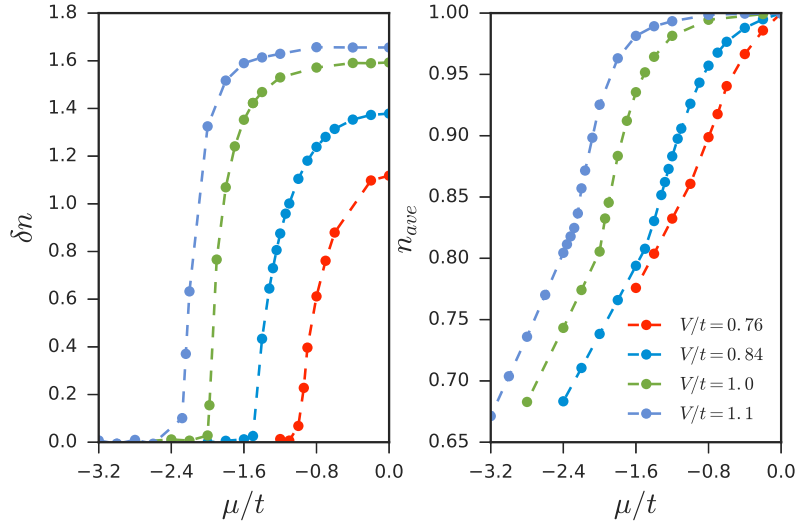 1.8
1.6
1.4
1.2
1.0
0.8
0.6
0.4
0.2
0.0
δn
−3.2 −2.4 −1.6 −0.8 0.0
μ/t
1.00
0.95
0.90
0.85
0.80
0.75
0.70
0.65
n_ave
−3.2 −2.4 −1.6 −0.8 0.0
μ/t
V/t = 0.76
V/t = 0.84
V/t = 1.0
V/t = 1.1